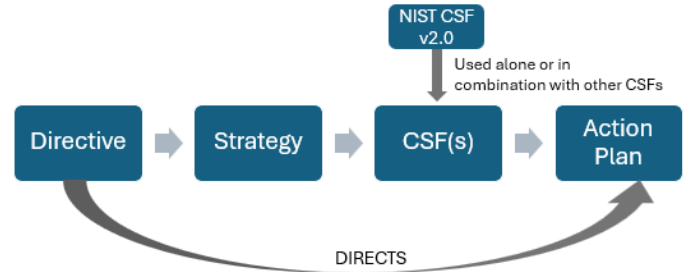 NIST CSF
v2.0
Used alone or in
combination with other CSFs
Directive
Strategy
CSF(s)
Action
Plan
DIRECTS